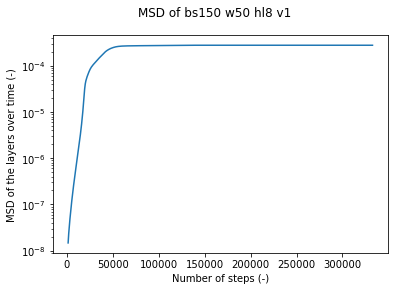 MSD of bs150 w50 hl8 v1
MSD of the layers over time (-)
10⁻⁴
10⁻⁵
10⁻⁶
10⁻⁷
10⁻⁸
0 50000 100000 150000 200000 250000 300000
Number of steps (-)